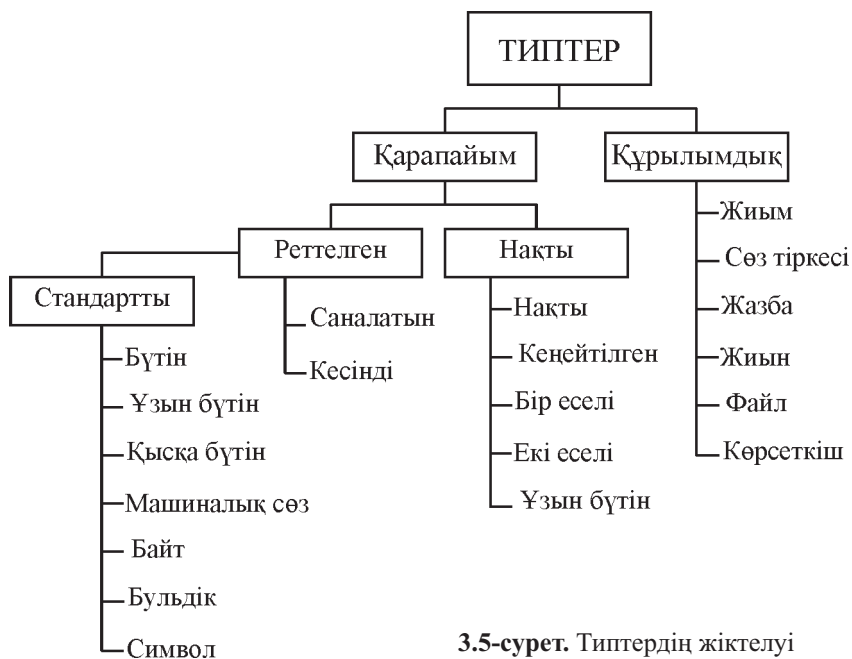 ТИПТЕР
Қарапайым
Құрылымдық
Реттелген
Нақты
Стандартты
Бүтін
Ұзын бүтін
Қысқа бүтін
Машиналық сөз
Байт
Бульдік
Символ
Саналатын
Кесінді
Нақты
Кеңейтілген
Бір еселі
Екі еселі
Ұзын бүтін
Жиым
Сөз тіркесі
Жазба
Жиын
Файл
Көрсеткіш
3.5-сурет. Типтердің жіктелуі